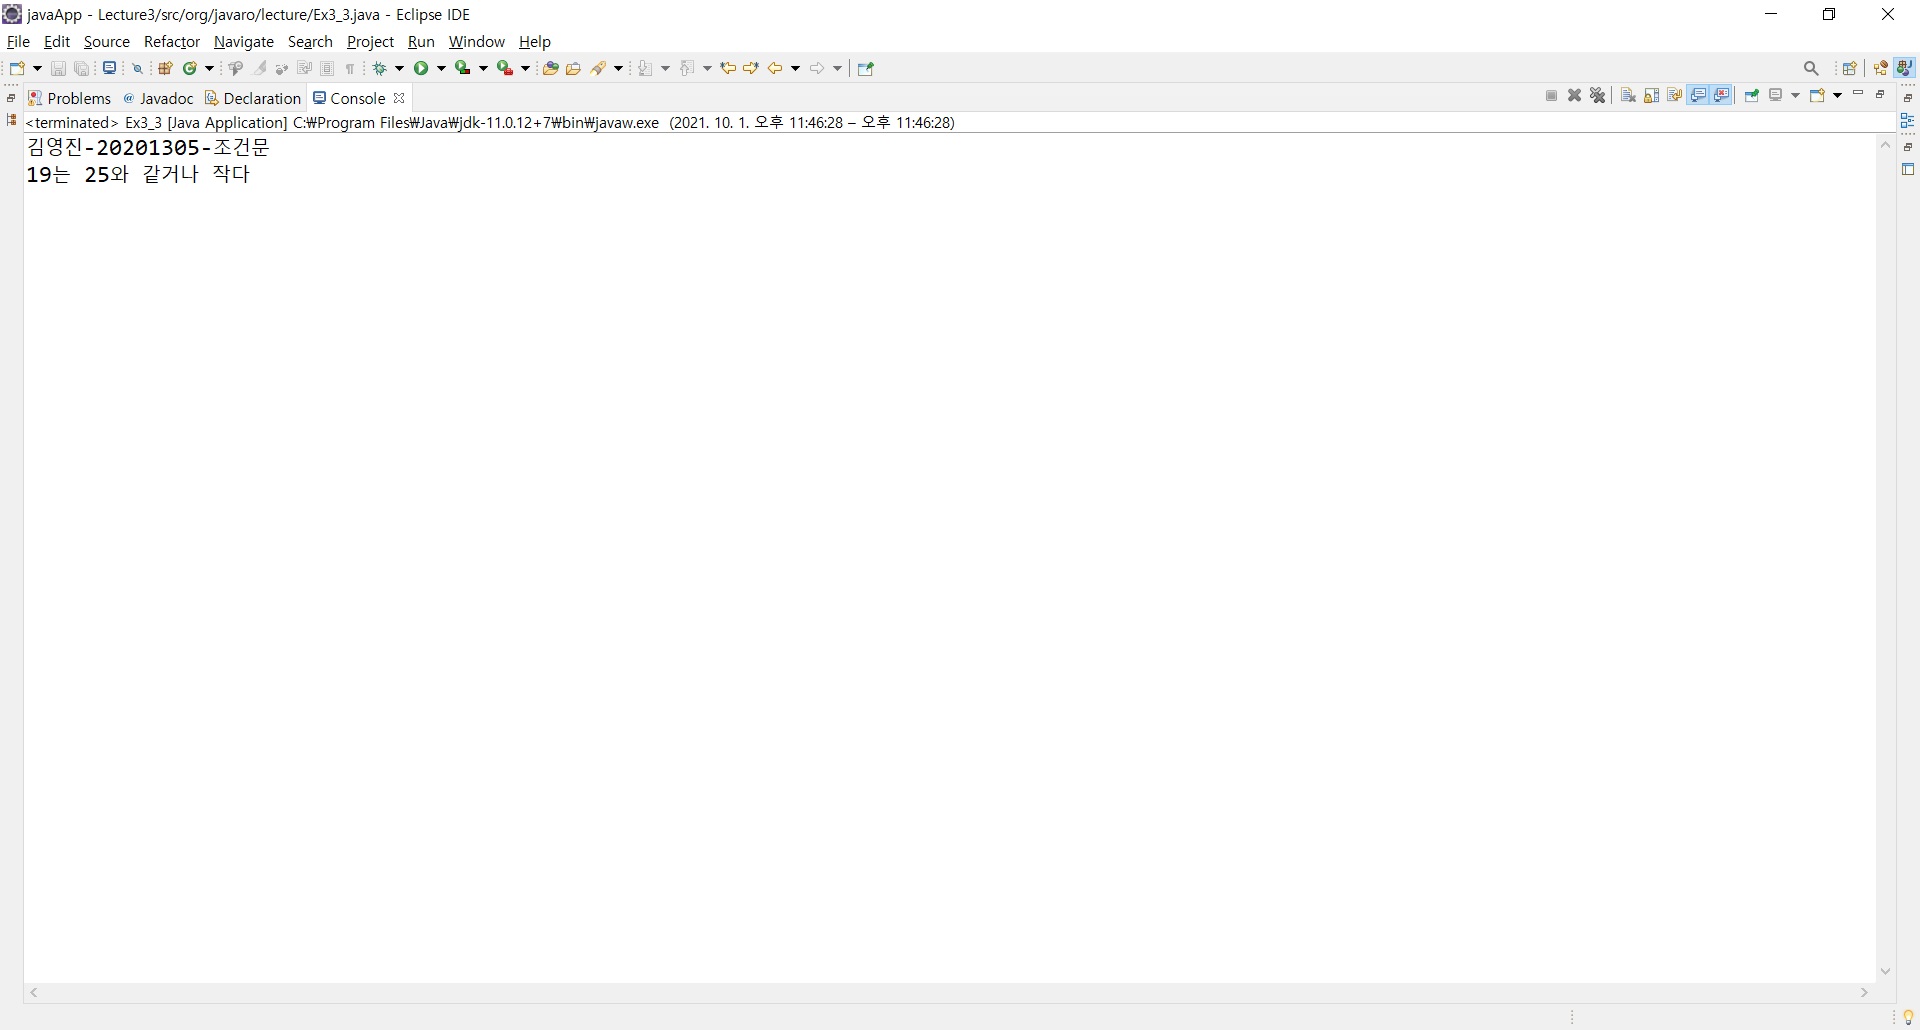 javaApp - Lecture3/src/org/javaro/lecture/Ex3_3.java - Eclipse IDE
File Edit Source Refactor Navigate Search Project Run Window Help
Problems @ Javadoc Declaration Console
<terminated> Ex3_3 [Java Application] C:₩Program Files₩Java₩jdk-11.0.12+7₩bin₩javaw.exe (2021. 10. 1. 오후 11:46:28 – 오후 11:46:28)
김영진-20201305-조건문
19는 25와 같거나 작다